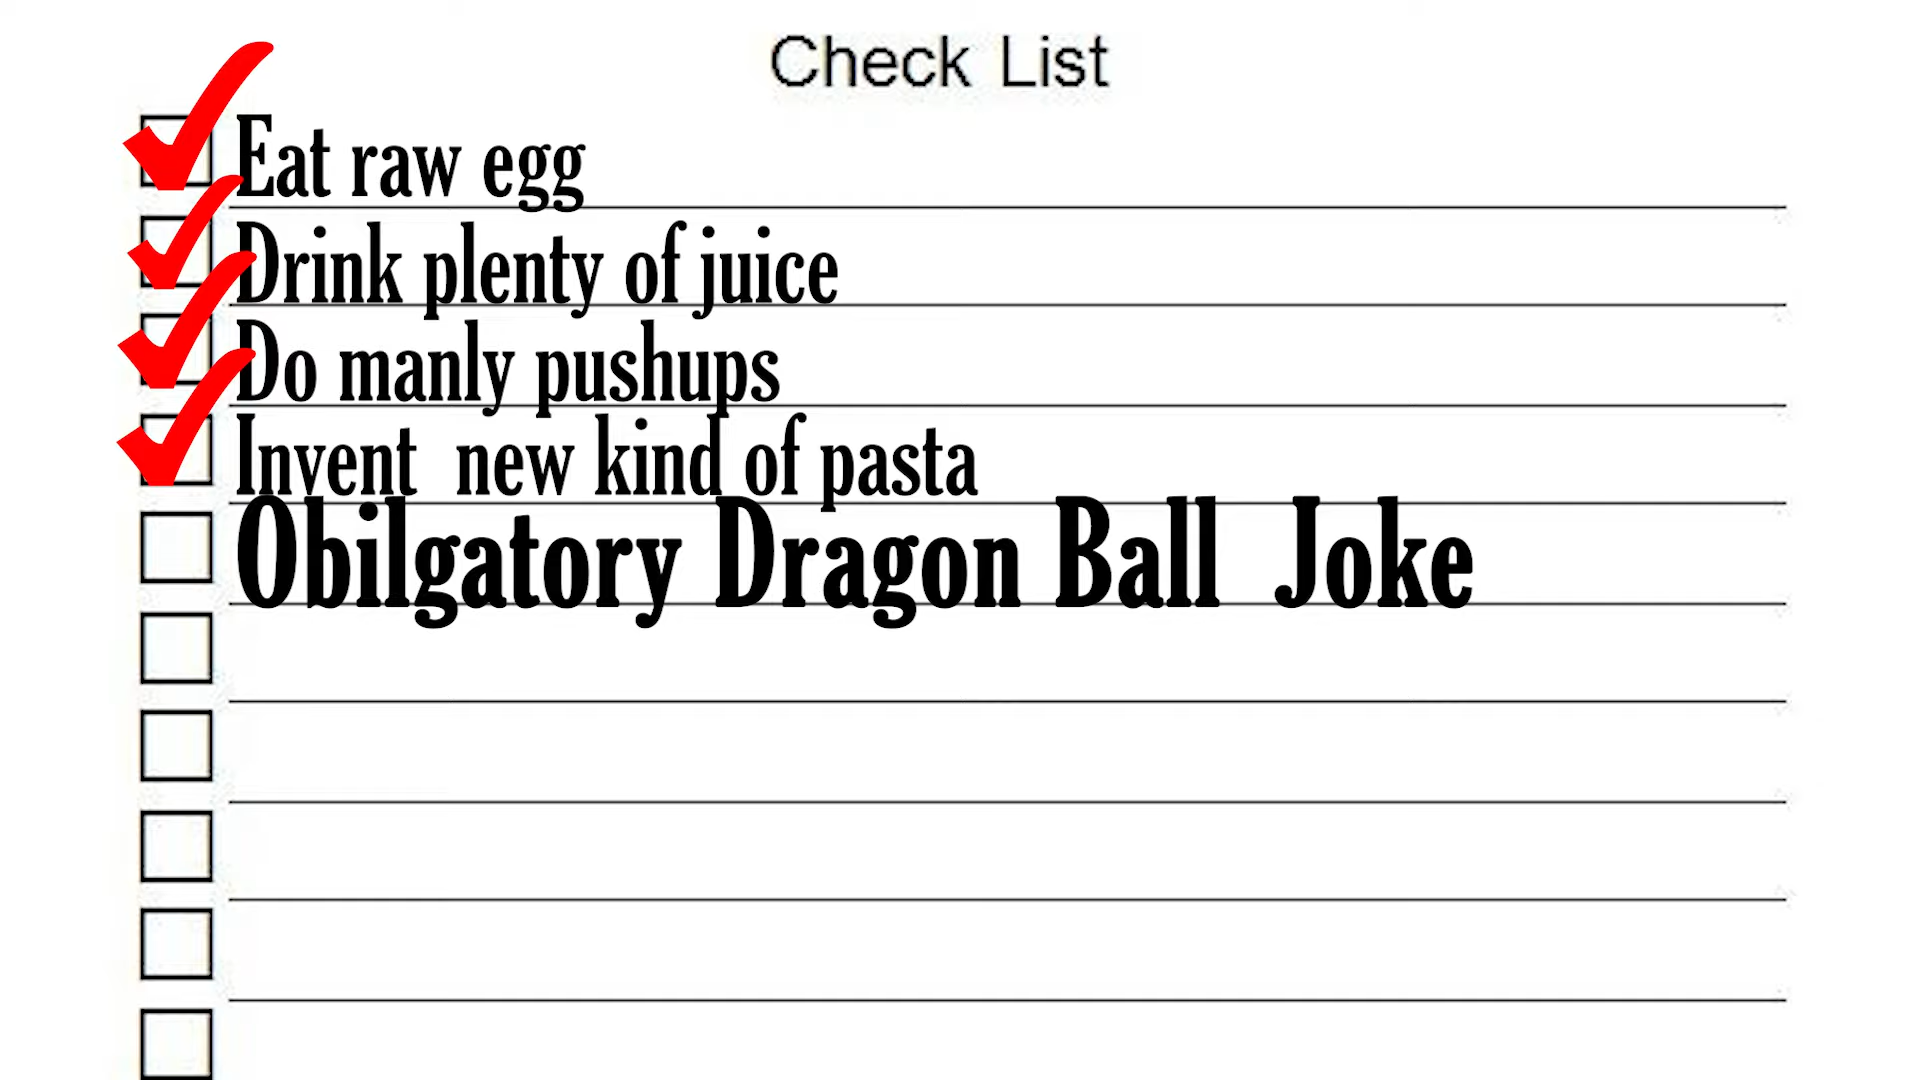 Check List
Eat raw egg
Drink plenty of juice
Do manly pushups
Invent  new kind of pasta
Obilgatory Dragon Ball  Joke